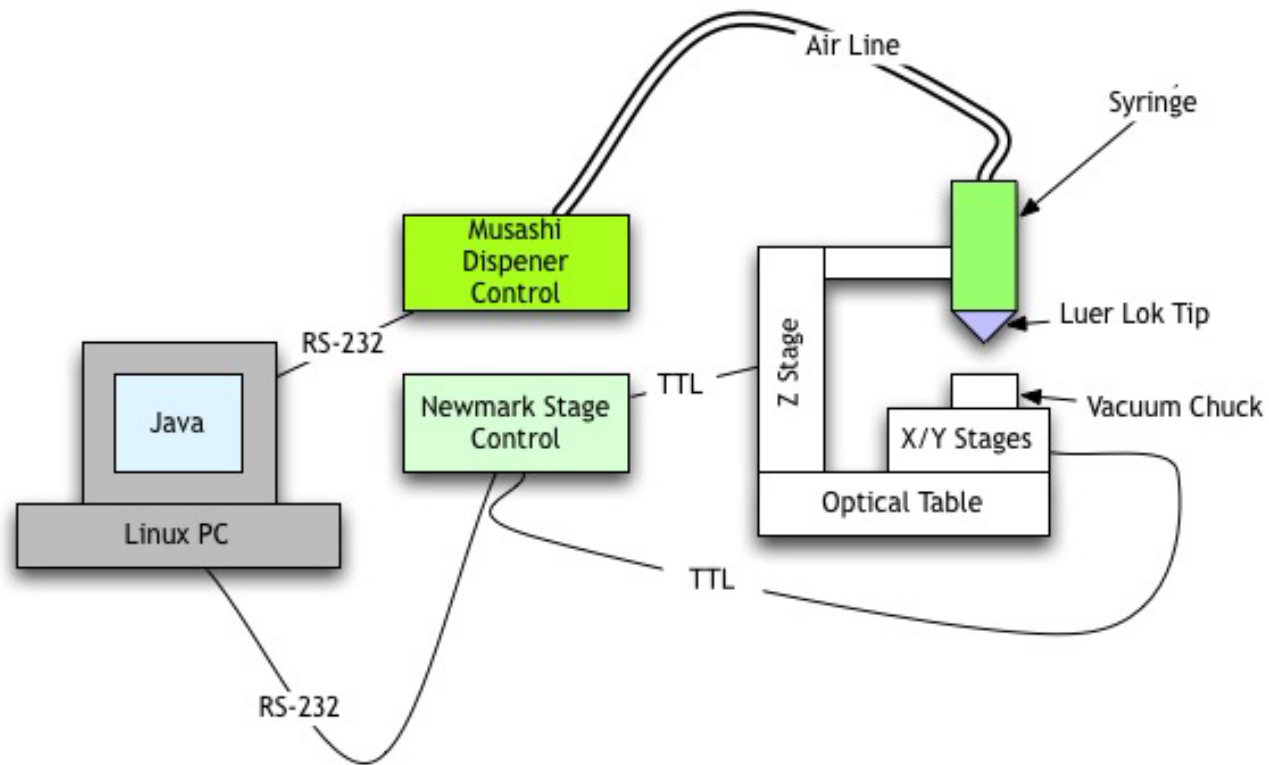 Air Line
Syringe
Musashi
Dispener
Control
Luer Lok Tip
RS-232
Z Stage
TTL
Java
Newmark Stage
Control
Vacuum Chuck
X/Y Stages
Optical Table
Linux PC
TTL
RS-232